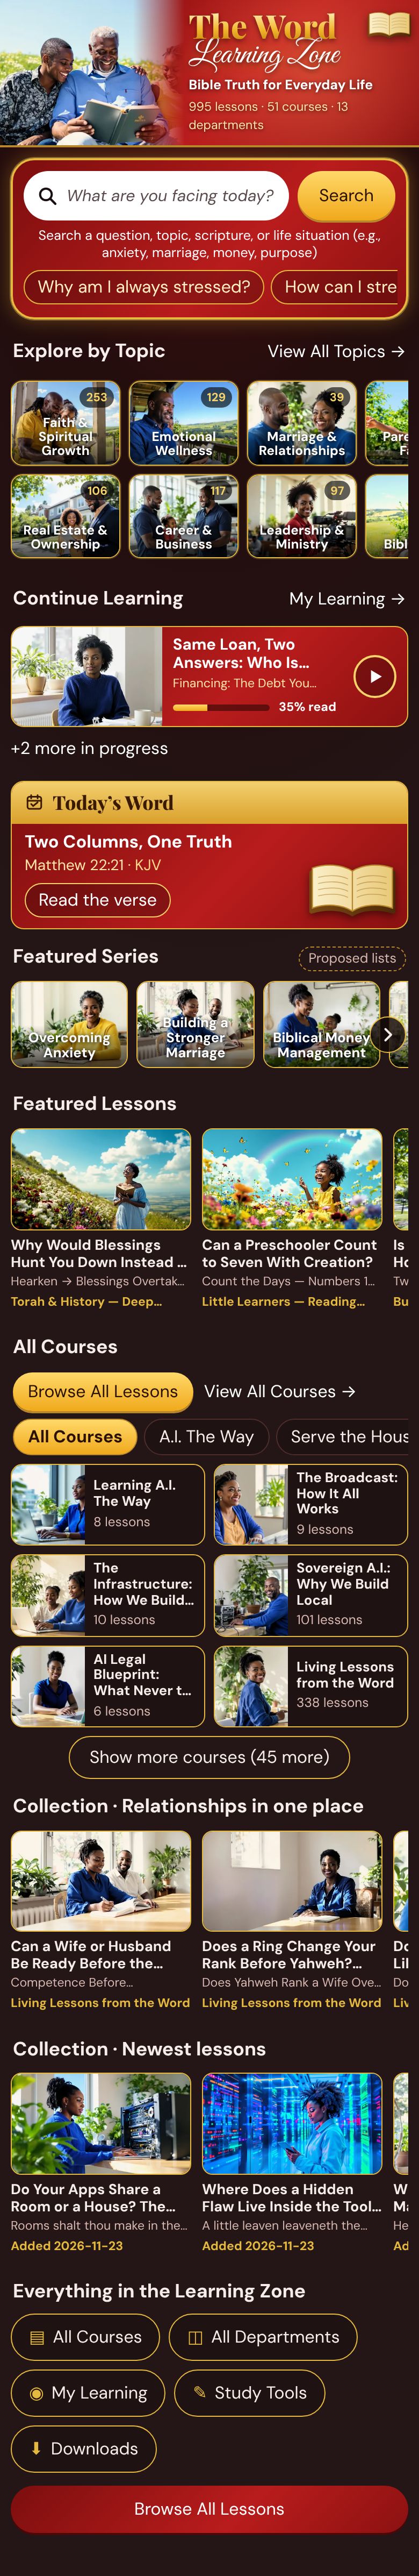 The Word
Learning Zone
Bible Truth for Everyday Life
995 lessons · 51 courses · 13
departments
What are you facing today?
Search
Search a question, topic, scripture, or life situation (e.g.,
anxiety, marriage, money, purpose)
Why am I always stressed?
How can I stre
Explore by Topic
View All Topics →
253
Faith &
Spiritual
Growth
129
Emotional
Wellness
39
Marriage &
Relationships
Pare
Fa
106
Real Estate &
Ownership
117
Career &
Business
97
Leadership &
Ministry
Bibl
Continue Learning
My Learning →
Same Loan, Two
Answers: Who Is...
Financing: The Debt You...
35% read
+2 more in progress
Today's Word
Two Columns, One Truth
Matthew 22:21 · KJV
Read the verse
Featured Series
Proposed lists
Overcoming
Anxiety
Building a
Stronger
Marriage
Biblical Money
Management
Featured Lessons
Why Would Blessings
Hunt You Down Instead ...
Hearken → Blessings Overtak...
Torah & History — Deep...
Can a Preschooler Count
to Seven With Creation?
Count the Days — Numbers 1...
Little Learners — Reading...
Is
Ho
Tw
Bu
All Courses
Browse All Lessons
View All Courses →
All Courses
A.I. The Way
Serve the Hous
Learning A.I.
The Way
8 lessons
The Broadcast:
How It All
Works
9 lessons
The
Infrastructure:
How We Build...
10 lessons
Sovereign A.I.:
Why We Build
Local
101 lessons
AI Legal
Blueprint:
What Never t...
6 lessons
Living Lessons
from the Word
338 lessons
Show more courses (45 more)
Collection · Relationships in one place
Can a Wife or Husband
Be Ready Before the...
Competence Before...
Living Lessons from the Word
Does a Ring Change Your
Rank Before Yahweh?...
Does Yahweh Rank a Wife Ove...
Living Lessons from the Word
Do
Lil
Do
Liv
Collection · Newest lessons
Do Your Apps Share a
Room or a House? The...
Rooms shalt thou make in the...
Added 2026-11-23
Where Does a Hidden
Flaw Live Inside the Tool...
A little leaven leaveneth the...
Added 2026-11-23
W
Ma
He
Ad
Everything in the Learning Zone
All Courses
All Departments
My Learning
Study Tools
Downloads
Browse All Lessons